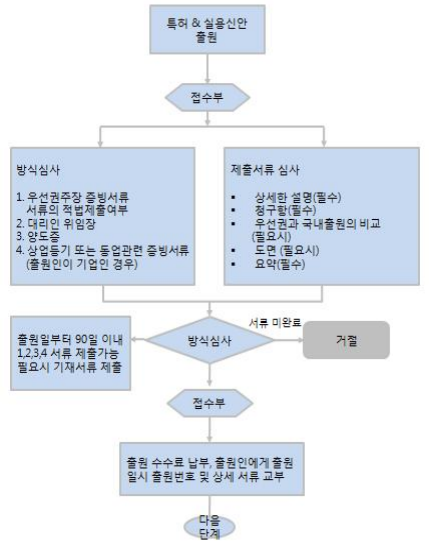 특허 & 실용신안
출원
접수부
방식심사
1. 우선권주장 증빙서류
서류의 적법제출여부
2. 대리인 위임장
3. 양도증
4. 상업등기 또는 동업관련 증빙서류
(출원인이 기업인 경우)
제출서류 심사
▪ 상세한 설명(필수)
▪ 청구항(필수)
▪ 우선권과 국내출원의 비교
(필요시)
▪ 도면 (필요시)
▪ 요약(필수)
출원일부터 90일 이내
1,2,3,4 서류 제출가능
필요시 기재서류 제출
방식심사
서류 미완료
거절
접수부
출원 수수료 납부, 출원인에게 출원
일시 출원번호 및 상세 서류 교부
다음
단계